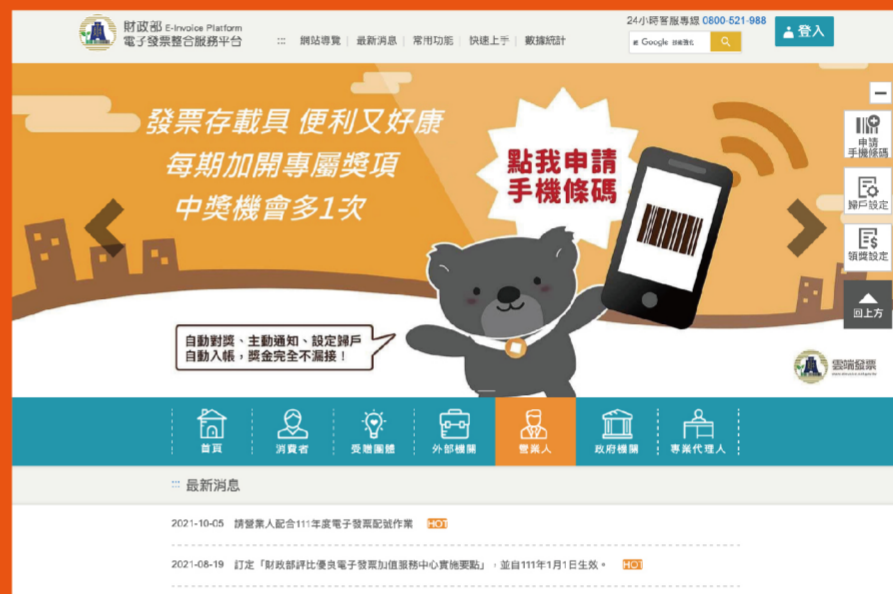 財政部 E-Invoice Platform
電子發票整合服務平台
::: 網站導覽 | 最新消息 | 常用功能 | 快速上手 | 數據統計
24小時客服專線 0800-521-988
Google
登入
發票存載具 便利又好康
每期加開專屬獎項
中獎機會多1次
點我申請
手機條碼
申請
手機條碼
歸戶設定
領獎設定
回上方
自動對獎、主動通知、設定歸戶
自動入帳，獎金完全不漏接！
雲端發票
首頁
消費者
受贈團體
外部機關
營業人
政府機關
專業代理人
::: 最新消息
2021-10-05 請營業人配合111年度電子發票配號作業 HOT
2021-08-19 訂定「財政部評比優良電子發票加值服務中心實施要點」，並自111年1月1日生效。 HOT